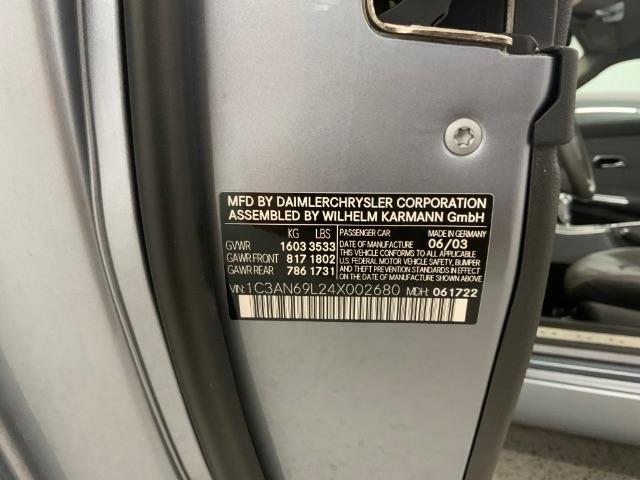 MFD BY DAIMLERCHRYSLER CORPORATION
ASSEMBLED BY WILHELM KARMANN GmbH
KG LBS PASSENGER CAR MADE IN GERMANY
GVWR 1603 3533 DATE OF MANUFACTURE 06/03
GAWR FRONT 817 1802 THIS VEHICLE CONFORMS TO ALL APPLICABLE
U.S. FEDERAL MOTOR VEHICLE SAFETY, BUMPER
GAWR REAR 786 1731 AND THEFT PREVENTION STANDARDS IN EFFECT
ON THE DATE OF MANUFACTURE SHOWN ABOVE
VIN: 1C3AN69L24X002680 MDH: 061722